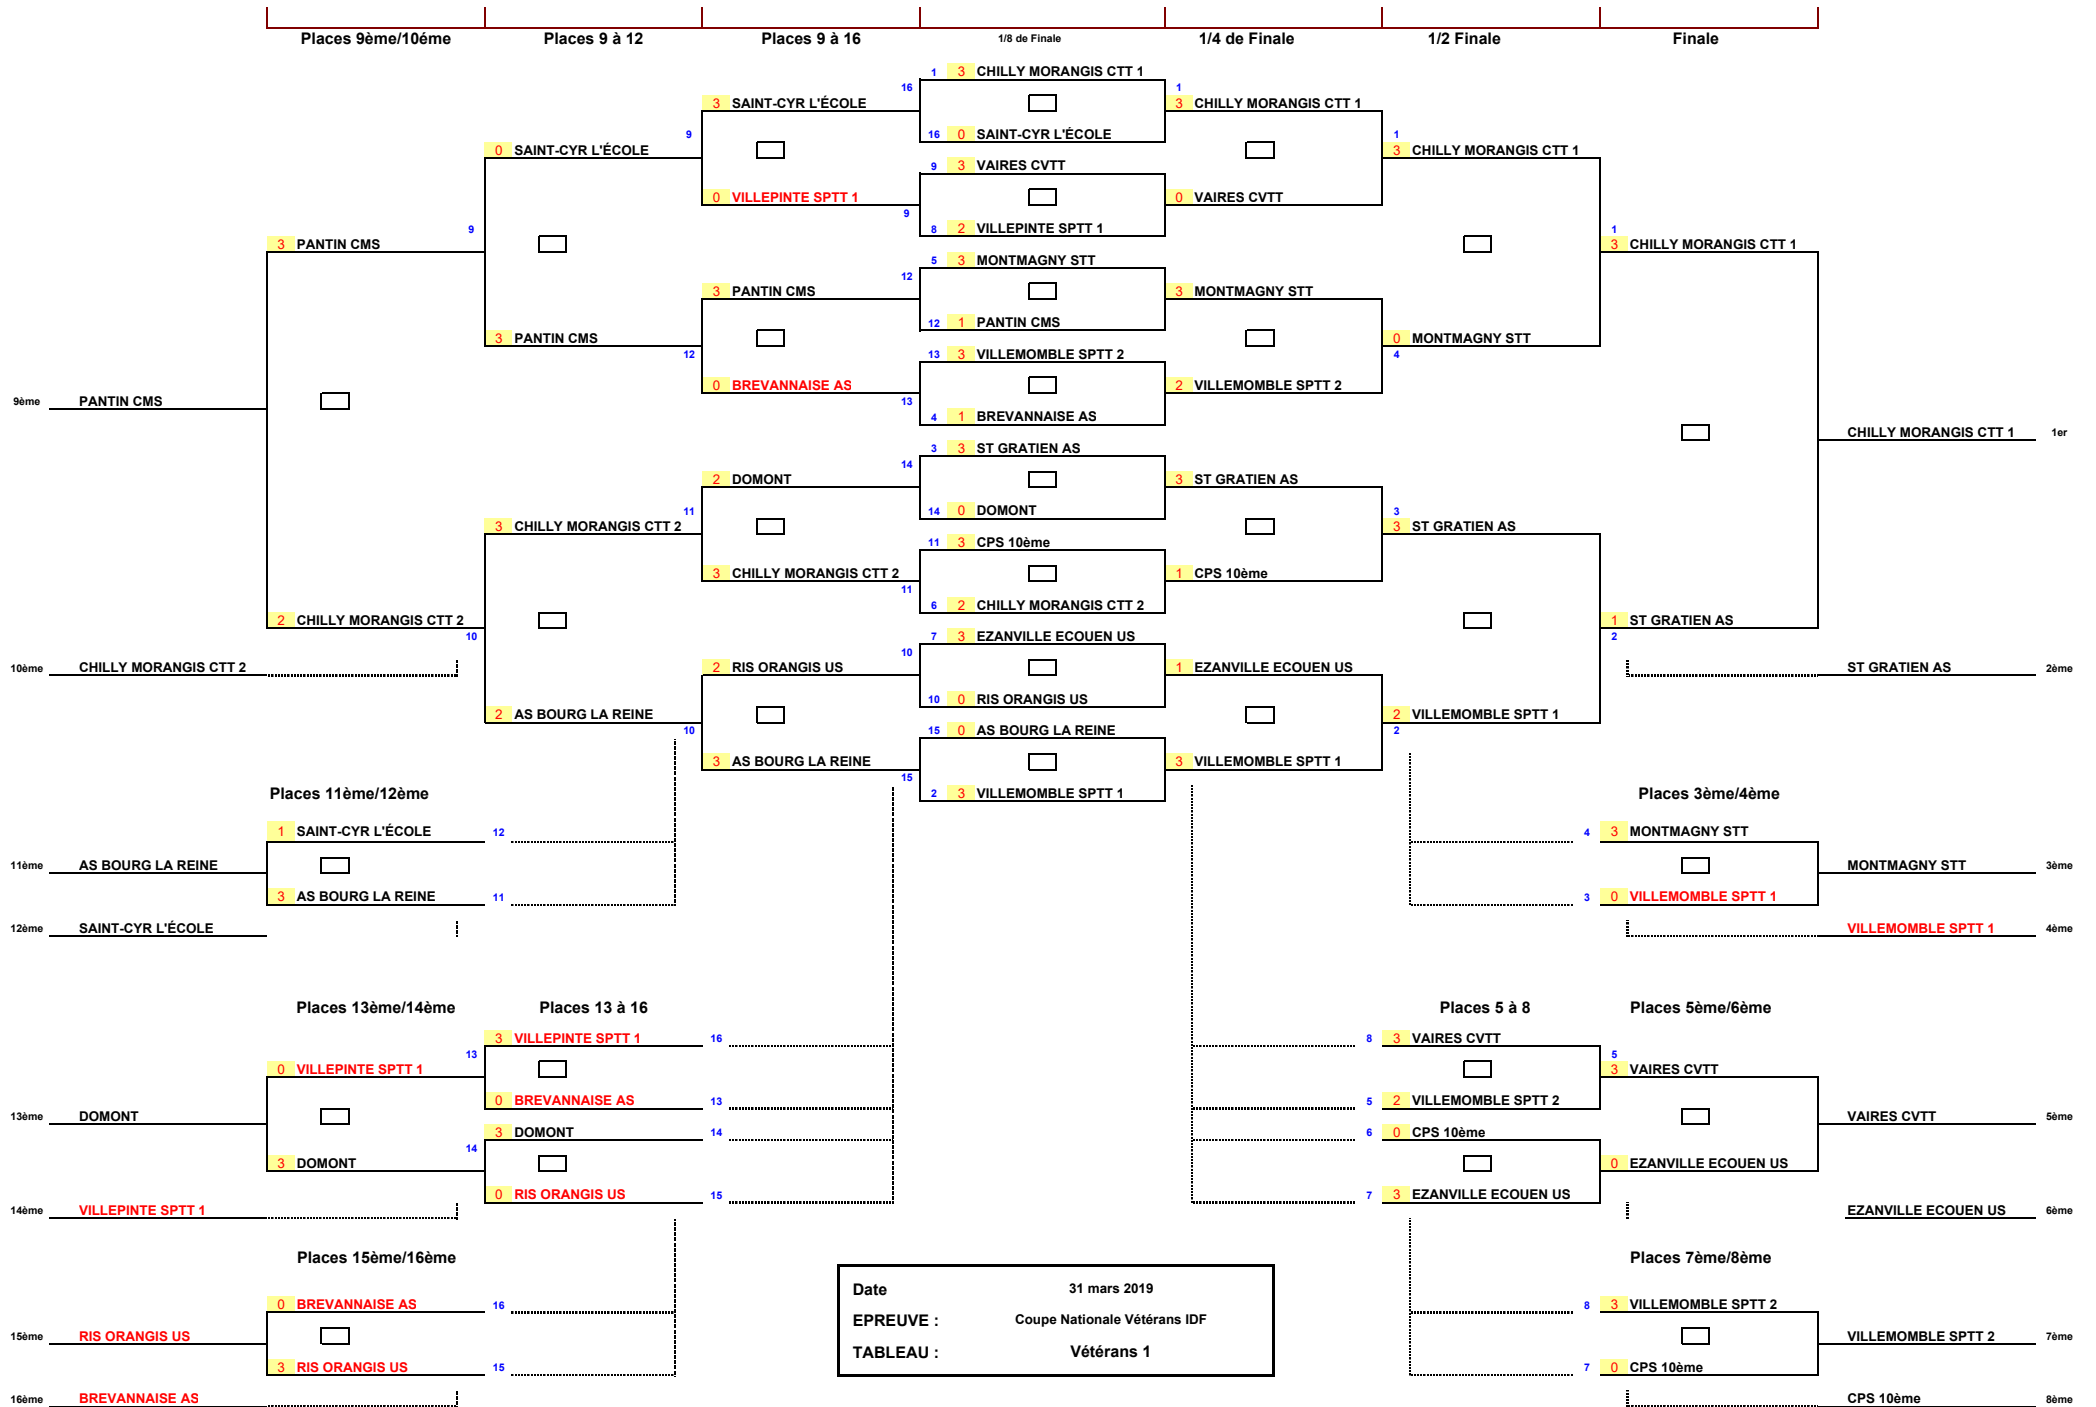 Places 9ème/10éme Places 9 à 12 Places 9 à 16 1/8 de Finale 1/4 de Finale 1/2 Finale Finale
1 3 CHILLY MORANGIS CTT 1
16 1
3 SAINT-CYR L'ÉCOLE 3 CHILLY MORANGIS CTT 1
9 16 0 SAINT-CYR L'ÉCOLE 1
0 SAINT-CYR L'ÉCOLE 3 CHILLY MORANGIS CTT 1
9 3 VAIRES CVTT
0 VILLEPINTE SPTT 1 0 VAIRES CVTT
9
9 8 2 VILLEPINTE SPTT 1 1
3 PANTIN CMS 3 CHILLY MORANGIS CTT 1
5 3 MONTMAGNY STT
12
3 PANTIN CMS 3 MONTMAGNY STT
12 1 PANTIN CMS
3 PANTIN CMS 0 MONTMAGNY STT
12 13 3 VILLEMOMBLE SPTT 2 4
0 BREVANNAISE AS 2 VILLEMOMBLE SPTT 2
9ème PANTIN CMS 13
4 1 BREVANNAISE AS
CHILLY MORANGIS CTT 1 1er
3 3 ST GRATIEN AS
14
2 DOMONT 3 ST GRATIEN AS
11 14 0 DOMONT 3
3 CHILLY MORANGIS CTT 2 3 ST GRATIEN AS
11 3 CPS 10ème
3 CHILLY MORANGIS CTT 2 1 CPS 10ème
11
6 2 CHILLY MORANGIS CTT 2
2 CHILLY MORANGIS CTT 2 1 ST GRATIEN AS
10 7 3 EZANVILLE ECOUEN US 2
10
10ème CHILLY MORANGIS CTT 2 2 RIS ORANGIS US 1 EZANVILLE ECOUEN US ST GRATIEN AS 2ème
10 0 RIS ORANGIS US
2 AS BOURG LA REINE 2 VILLEMOMBLE SPTT 1
10 15 0 AS BOURG LA REINE 2
3 AS BOURG LA REINE 3 VILLEMOMBLE SPTT 1
15
Places 11ème/12ème 2 3 VILLEMOMBLE SPTT 1 Places 3ème/4ème
1 SAINT-CYR L'ÉCOLE 12 4 3 MONTMAGNY STT
11ème AS BOURG LA REINE MONTMAGNY STT 3ème
3 AS BOURG LA REINE 11 3 0 VILLEMOMBLE SPTT 1
12ème SAINT-CYR L'ÉCOLE VILLEMOMBLE SPTT 1 4ème
Places 13ème/14ème Places 13 à 16 Places 5 à 8 Places 5ème/6ème
3 VILLEPINTE SPTT 1 16 8 3 VAIRES CVTT
13 5
0 VILLEPINTE SPTT 1 3 VAIRES CVTT
0 BREVANNAISE AS 13 5 2 VILLEMOMBLE SPTT 2
13ème DOMONT VAIRES CVTT 5ème
3 DOMONT 14 6 0 CPS 10ème
14
3 DOMONT 0 EZANVILLE ECOUEN US
0 RIS ORANGIS US 15 7 3 EZANVILLE ECOUEN US
14ème VILLEPINTE SPTT 1 EZANVILLE ECOUEN US 6ème
Places 15ème/16ème Places 7ème/8ème
Date 31 mars 2019
0 BREVANNAISE AS 16 8 3 VILLEMOMBLE SPTT 2
EPREUVE : Coupe Nationale Vétérans IDF
15ème RIS ORANGIS US VILLEMOMBLE SPTT 2 7ème
TABLEAU : Vétérans 1
3 RIS ORANGIS US 15 7 0 CPS 10ème
16ème BREVANNAISE AS CPS 10ème 8ème